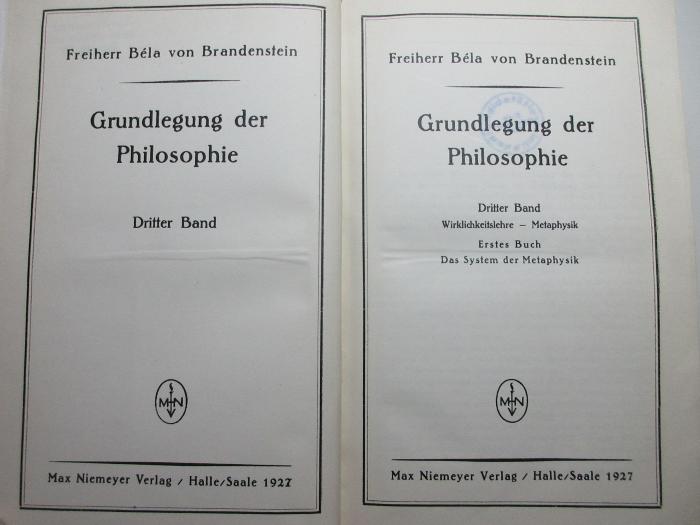 Freiherr Béla von Brandenstein
Grundlegung der
Philosophie
Dritter Band
MN
Max Niemeyer Verlag / Halle/Saale 1927
Freiherr Béla von Brandenstein
Grundlegung der
Philosophie
Dritter Band
Wirklichkeitslehre — Metaphysik
Erstes Buch
Das System der Metaphysik
MN
Max Niemeyer Verlag / Halle/Saale 1927